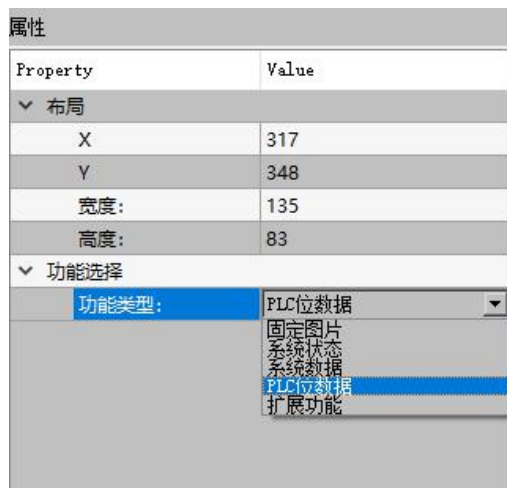 属性
Property Value
布局
X 317
Y 348
宽度： 135
高度： 83
功能选择
功能类型： PLC位数据
固定图片
系统状态
系统数据
PLC位数据
扩展功能